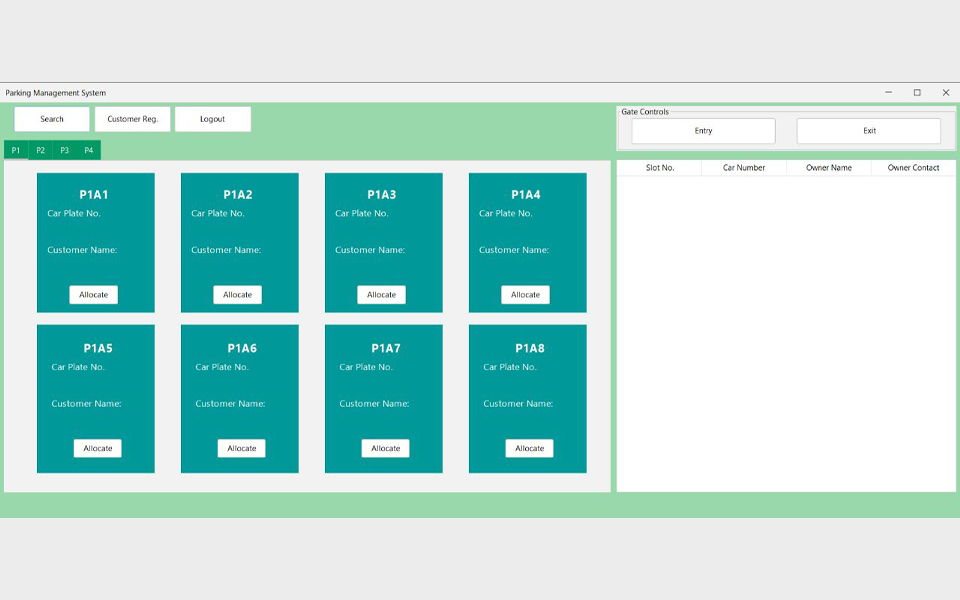 Parking Management System
Search Customer Reg. Logout
Gate Controls
Entry Exit
P1 P2 P3 P4
Slot No. Car Number Owner Name Owner Contact
P1A1 P1A2 P1A3 P1A4
Car Plate No. Car Plate No. Car Plate No. Car Plate No.
Customer Name: Customer Name: Customer Name: Customer Name:
Allocate Allocate Allocate Allocate
P1A5 P1A6 P1A7 P1A8
Car Plate No. Car Plate No. Car Plate No. Car Plate No.
Customer Name: Customer Name: Customer Name: Customer Name:
Allocate Allocate Allocate Allocate